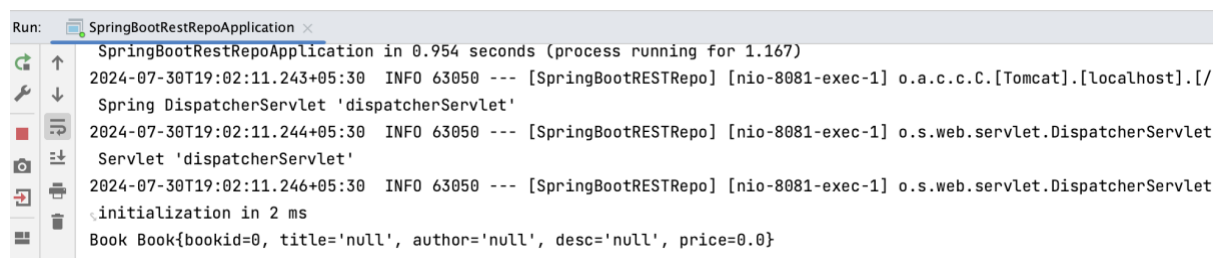 Run: SpringBootRestRepoApplication
SpringBootRestRepoApplication in 0.954 seconds (process running for 1.167)
2024-07-30T19:02:11.243+05:30  INFO 63050 --- [SpringBootRESTRepo] [nio-8081-exec-1] o.a.c.c.C.[Tomcat].[localhost].[/
Spring DispatcherServlet 'dispatcherServlet'
2024-07-30T19:02:11.244+05:30  INFO 63050 --- [SpringBootRESTRepo] [nio-8081-exec-1] o.s.web.servlet.DispatcherServlet
Servlet 'dispatcherServlet'
2024-07-30T19:02:11.246+05:30  INFO 63050 --- [SpringBootRESTRepo] [nio-8081-exec-1] o.s.web.servlet.DispatcherServlet
initialization in 2 ms
Book Book{bookid=0, title='null', author='null', desc='null', price=0.0}